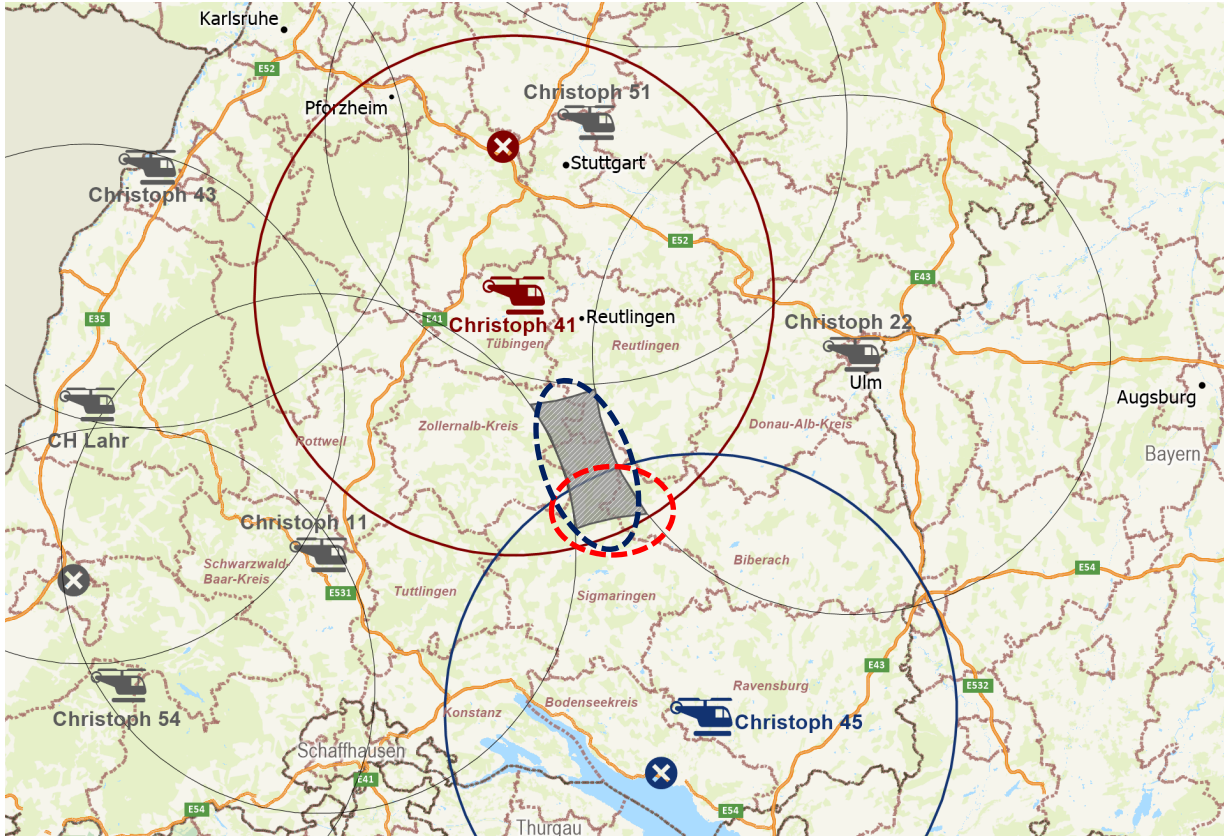 Karlsruhe
E52
Pforzheim
Christoph 51
Stuttgart
Christoph 43
E52
E43
E35
E41
Christoph 41
Reutlingen
Tübingen
Reutlingen
Christoph 22
Ulm
Augsburg
CH Lahr
Rottweil
Zollernalb-Kreis
Donau-Alb-Kreis
Bayern
Christoph 11
Schwarzwald-
Baar-Kreis
E531
Tuttlingen
Sigmaringen
Biberach
E54
Christoph 54
Schaffhausen
Konstanz
Bodenseekreis
Ravensburg
Christoph 45
E43
E532
E41
E54
Thurgau
E54